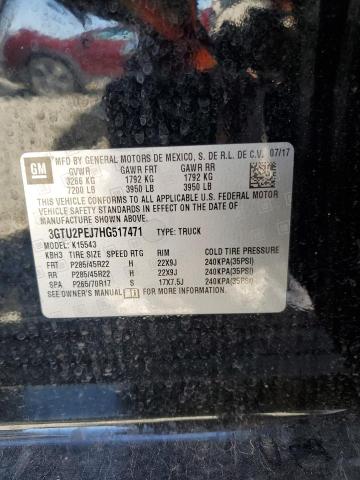 GM
MFD BY GENERAL MOTORS DE MEXICO, S. DE R.L. DE C.V. 07/17
GVWR GAWR FRT GAWR RR
3266 KG 1792 KG 1792 KG
7200 LB 3950 LB 3950 LB
THIS VEHICLE CONFORMS TO ALL APPLICABLE U.S. FEDERAL MOTOR
VEHICLE SAFETY STANDARDS IN EFFECT ON THE DATE OF
MANUFACTURE SHOWN ABOVE.
3GTU2PEJ7HG517471 TYPE: TRUCK
MODEL: K15543
KBH3 TIRE SIZE SPEED RTG RIM COLD TIRE PRESSURE
FRT P285/45R22 H 22X9J 240KPA(35PSI)
RR P285/45R22 H 22X9J 240KPA(35PSI)
SPA P265/70R17 S 17X7.5J 240KPA(35PSI)
SEE OWNER'S MANUAL FOR MORE INFORMATION.